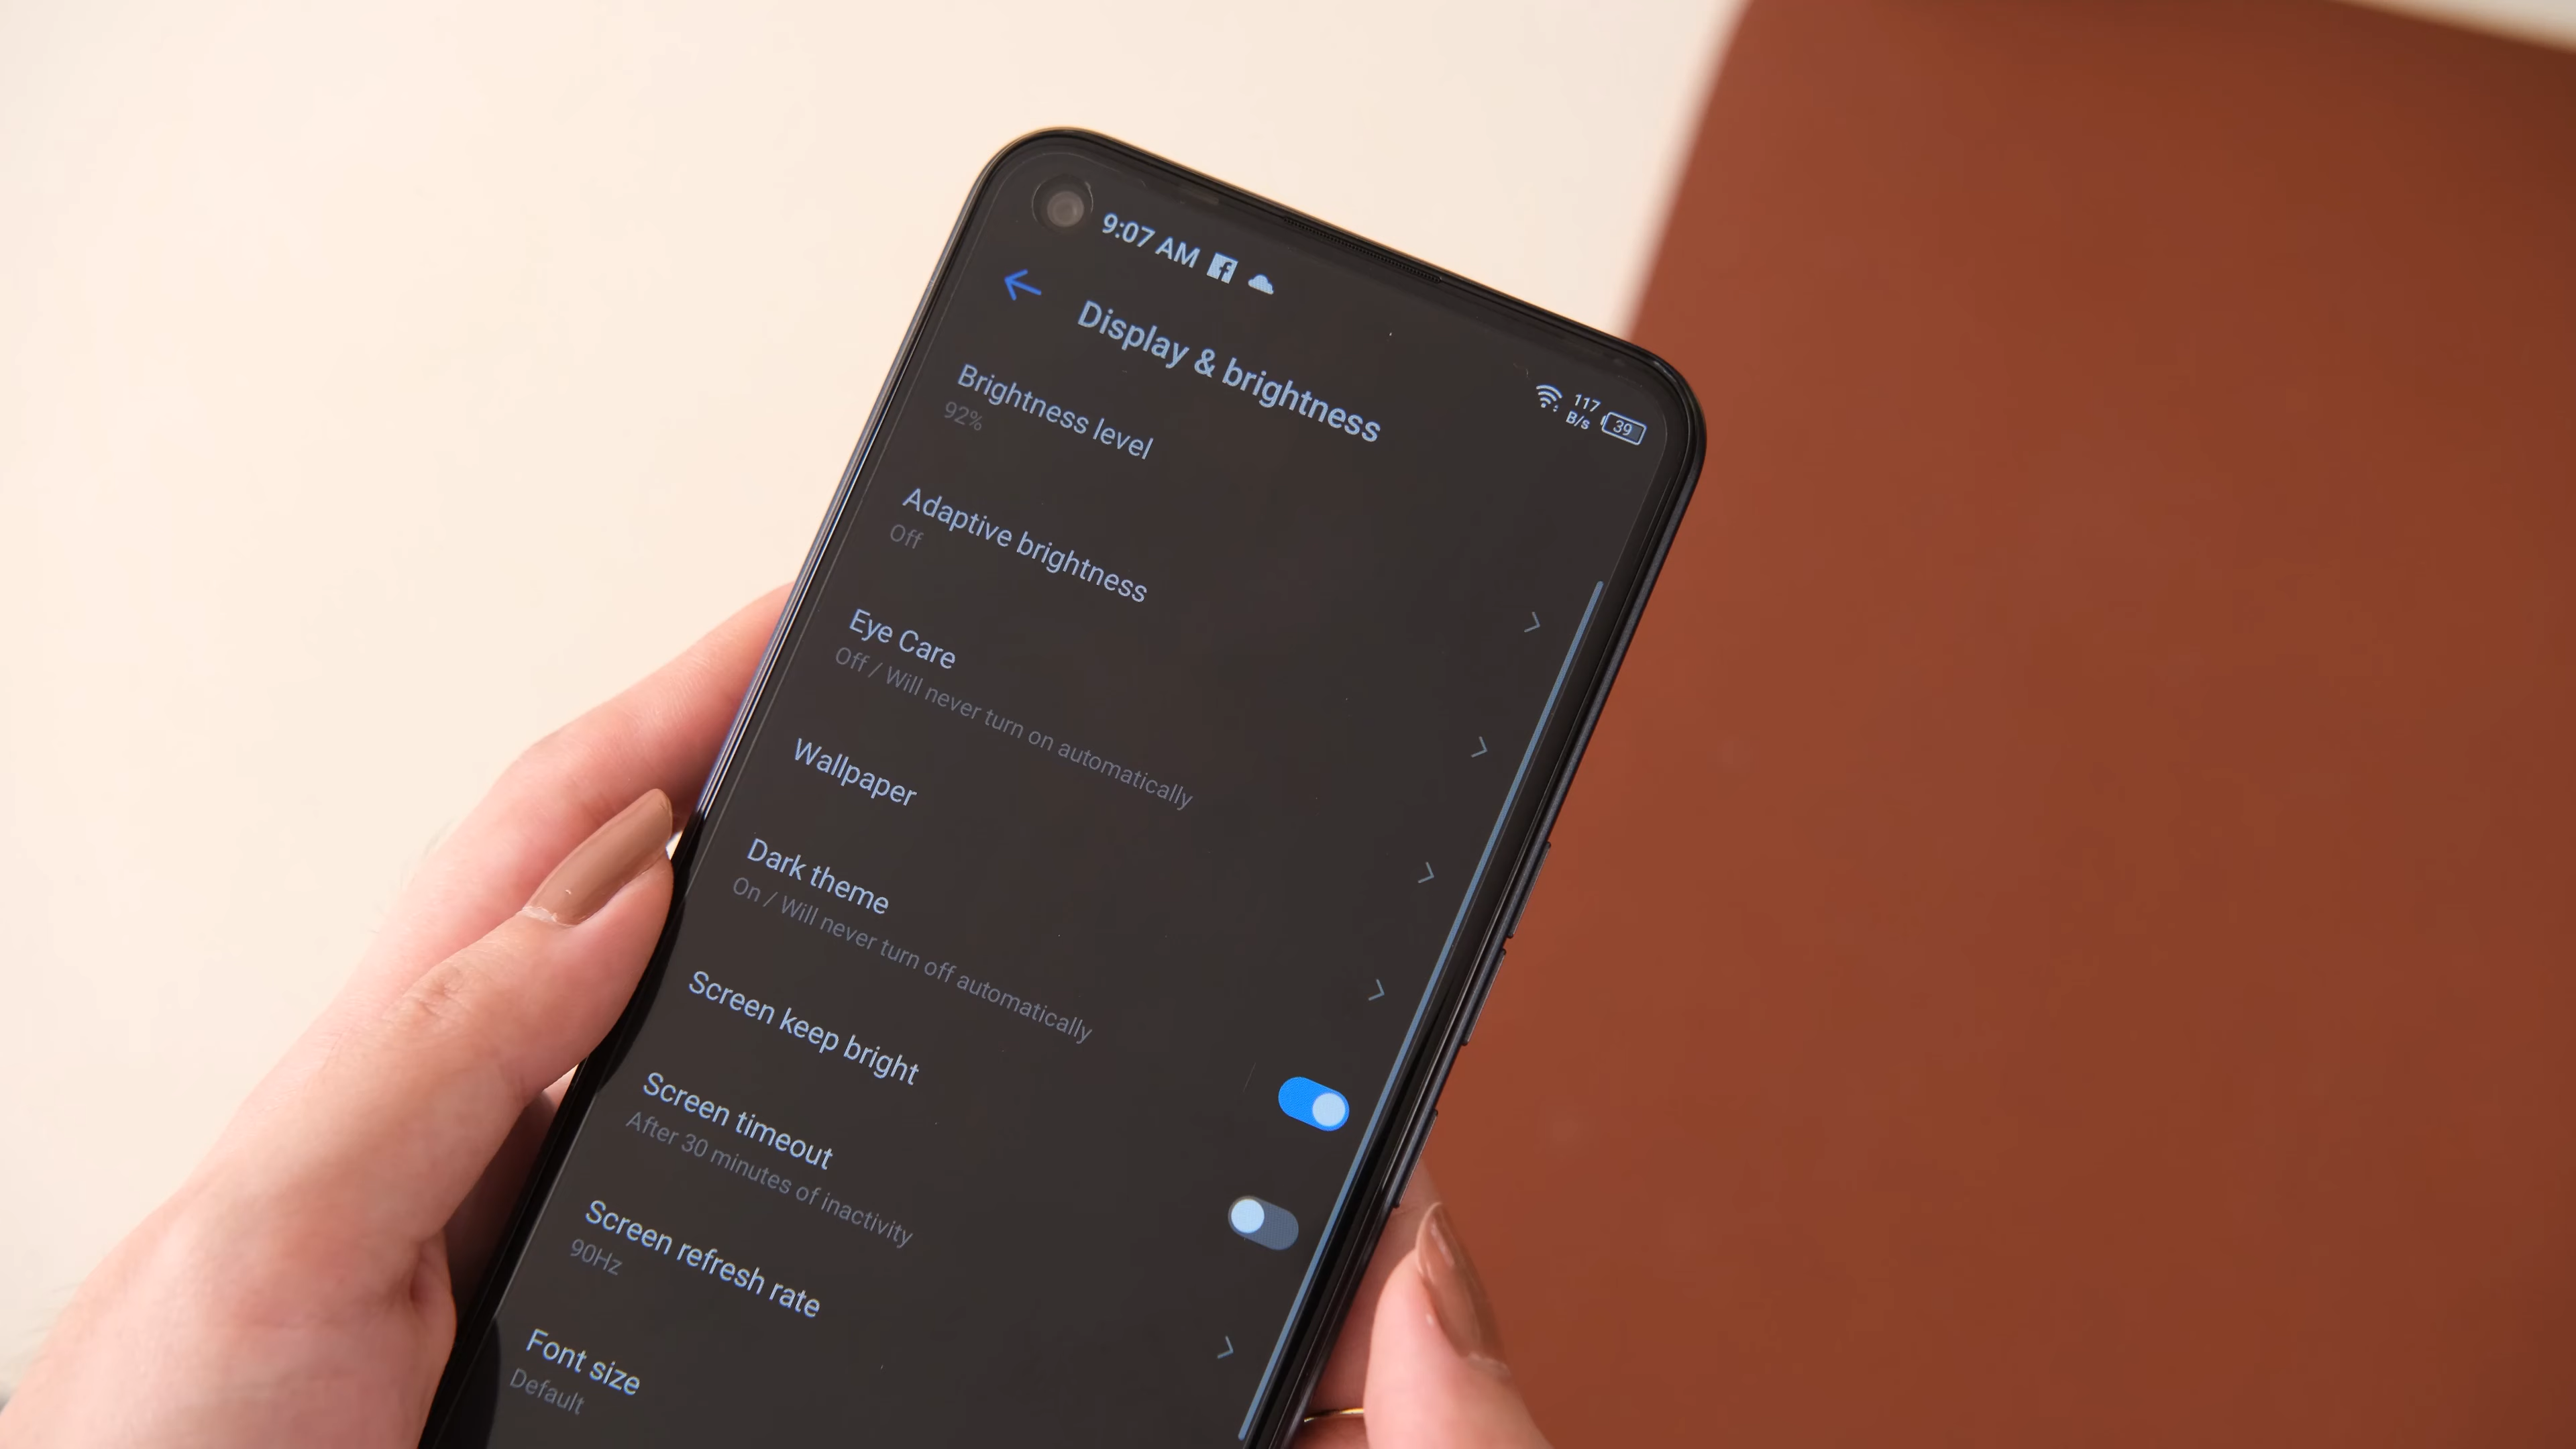 9:07 AM
117
B/s
39
Display & brightness
Brightness level
92%
Adaptive brightness
Off
Eye Care
Off / Will never turn on automatically
Wallpaper
Dark theme
On / Will never turn off automatically
Screen keep bright
Screen timeout
After 30 minutes of inactivity
Screen refresh rate
90Hz
Font size
Default